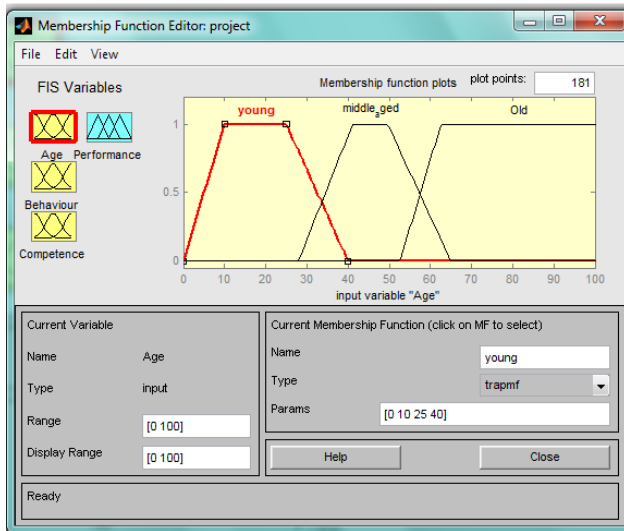 Membership Function Editor: project
File Edit View
FIS Variables
Membership function plots plot points: 181
young middle_aged Old
Age Performance
Behaviour
Competence
1
0.5
0
0 10 20 30 40 50 60 70 80 90 100
input variable "Age"
Current Variable
Name Age
Type input
Range [0 100]
Display Range [0 100]
Current Membership Function (click on MF to select)
Name young
Type trapmf
Params [0 10 25 40]
Help Close
Ready